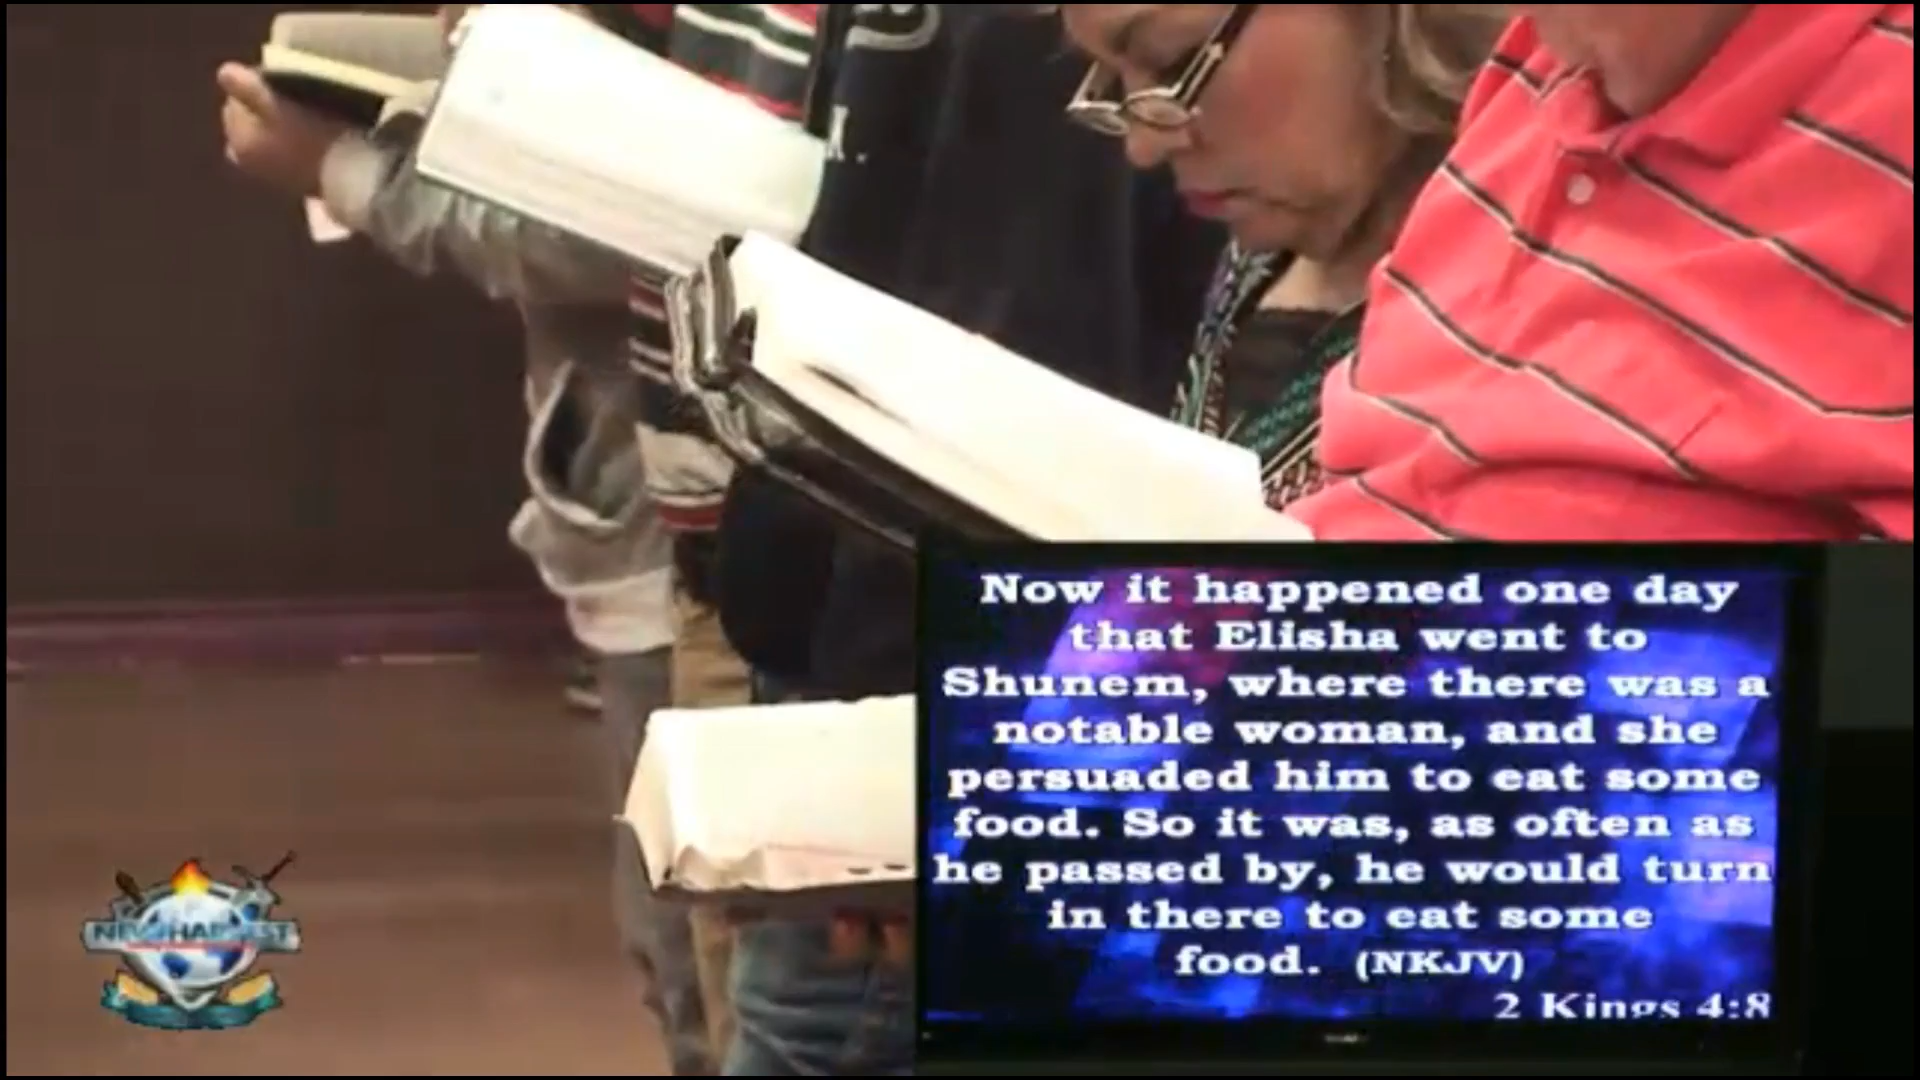 Now it happened one day
that Elisha went to
Shunem, where there was a
notable woman, and she
persuaded him to eat some
food. So it was, as often as
he passed by, he would turn
in there to eat some
food. (NKJV)
2 Kings 4:8
NEW HARVEST